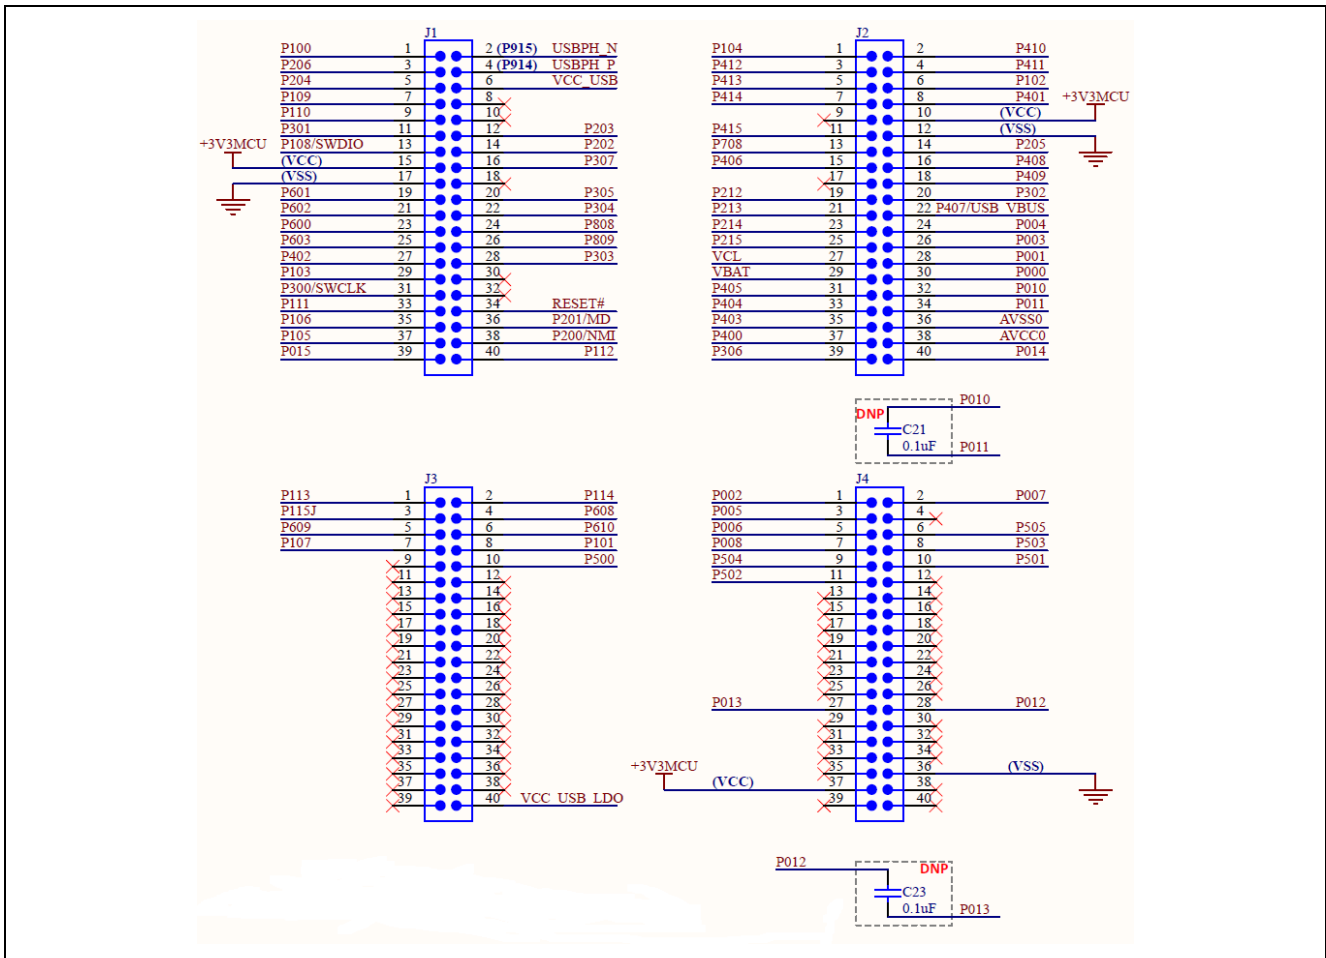 J1
P100 1 2 (P915) USBPH_N
P206 3 4 (P914) USBPH_P
P204 5 6 VCC_USB
P109 7 8
P110 9 10
P301 11 12 P203
+3V3MCU P108/SWDIO 13 14 P202
(VCC) 15 16 P307
(VSS) 17 18
P601 19 20 P305
P602 21 22 P304
P600 23 24 P808
P603 25 26 P809
P402 27 28 P303
P103 29 30
P300/SWCLK 31 32
P111 33 34 RESET#
P106 35 36 P201/MD
P105 37 38 P200/NMI
P015 39 40 P112
J2
P104 1 2 P410
P412 3 4 P411
P413 5 6 P102
P414 7 8 P401 +3V3MCU
9 10 (VCC)
P415 11 12 (VSS)
P708 13 14 P205
P406 15 16 P408
17 18 P409
P212 19 20 P302
P213 21 22 P407/USB_VBUS
P214 23 24 P004
P215 25 26 P003
VCL 27 28 P001
VBAT 29 30 P000
P405 31 32 P010
P404 33 34 P011
P403 35 36 AVSS0
P400 37 38 AVCC0
P306 39 40 P014
P010
DNP
C21
0.1uF P011
J3
P113 1 2 P114
P115J 3 4 P608
P609 5 6 P610
P107 7 8 P101
9 10 P500
11 12
13 14
15 16
17 18
19 20
21 22
23 24
25 26
27 28
29 30
31 32
33 34
35 36
37 38
39 40 VCC_USB_LDO
J4
P002 1 2 P007
P005 3 4
P006 5 6 P505
P008 7 8 P503
P504 9 10 P501
P502 11 12
13 14
15 16
17 18
19 20
21 22
23 24
25 26
P013 27 28 P012
29 30
31 32
33 34
+3V3MCU 35 36 (VSS)
(VCC) 37 38
39 40
P012 DNP
C23
0.1uF P013